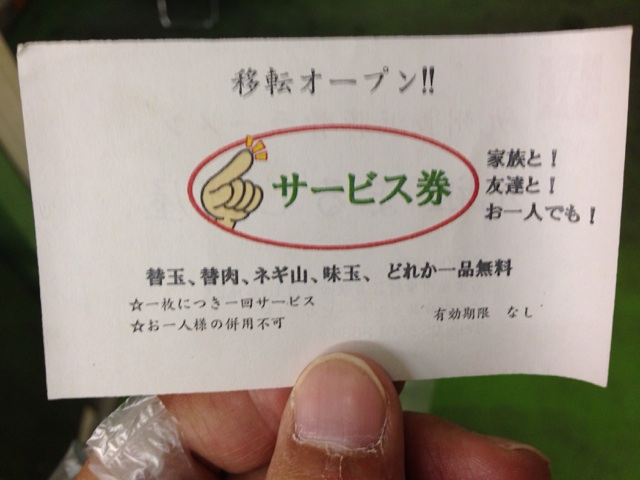 移転オープン!!
サービス券
家族と！
友達と！
お一人でも！
替玉、替肉、ネギ山、味玉、どれか一品無料
☆一枚につき一回サービス
☆お一人様の併用不可
有効期限　なし